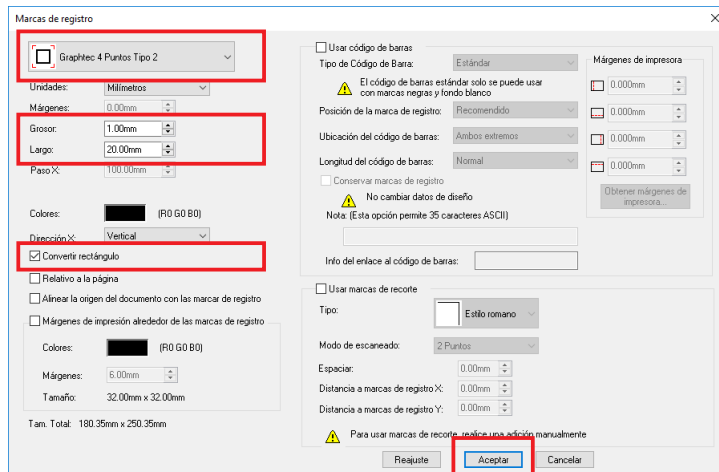 Marcas de registro
Graphtec 4 Puntos Tipo 2
Unidades: Milímetros
Márgenes: 0.00mm
Grosor: 1.00mm
Largo: 20.00mm
Paso X: 100.00mm
Colores: (R0 G0 B0)
Dirección X: Vertical
Convertir rectángulo
Relativo a la página
Alinear la origen del documento con las marcar de registro
Márgenes de impresión alrededor de las marcas de registro
Colores: (R0 G0 B0)
Márgenes: 6.00mm
Tamaño: 32.00mm x 32.00mm
Tam. Total: 180.35mm x 250.35mm
Usar código de barras
Tipo de Código de Barra: Estándar
El código de barras estándar solo se puede usar
con marcas negras y fondo blanco
Posición de la marca de registro: Recomendido
Ubicación del código de barras: Ambos extremos
Longitud del código de barras: Normal
Conservar marcas de registro
No cambiar datos de
diseño
Nota: (Esta opción permite 35 caracteres ASCII)
Info del enlace al código de barras:
Márgenes de impresora
0.000mm
0.000mm
0.000mm
0.000mm
Obtener márgenes de
impresora...
Usar marcas de recorte
Tipo: Estilo romano
Modo de escaneado: 2 Puntos
Espaciar: 0.00mm
Distancia a marcas de registro X: 0.00mm
Distancia a marcas de registro Y: 0.00mm
Para usar marcas de recorte, realice una adición manualmente
Reajuste Aceptar Cancelar